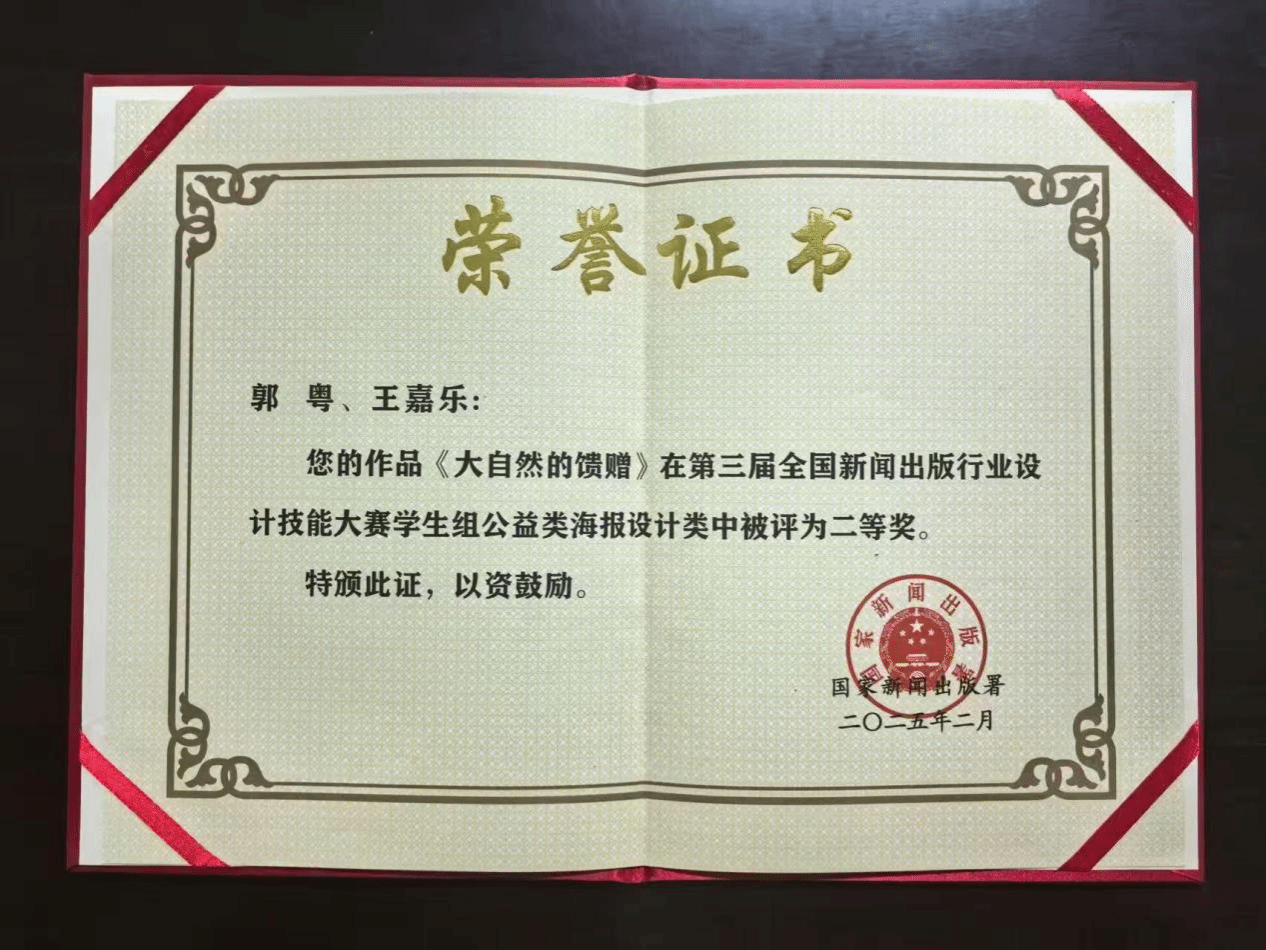 荣誉证书
郭 粤、王嘉乐：
您的作品《大自然的馈赠》在第三届全国新闻出版行业设
计技能大赛学生组公益类海报设计类中被评为二等奖。
特颁此证，以资鼓励。
国家新闻出版署
国家新闻出版署
二〇二五年二月